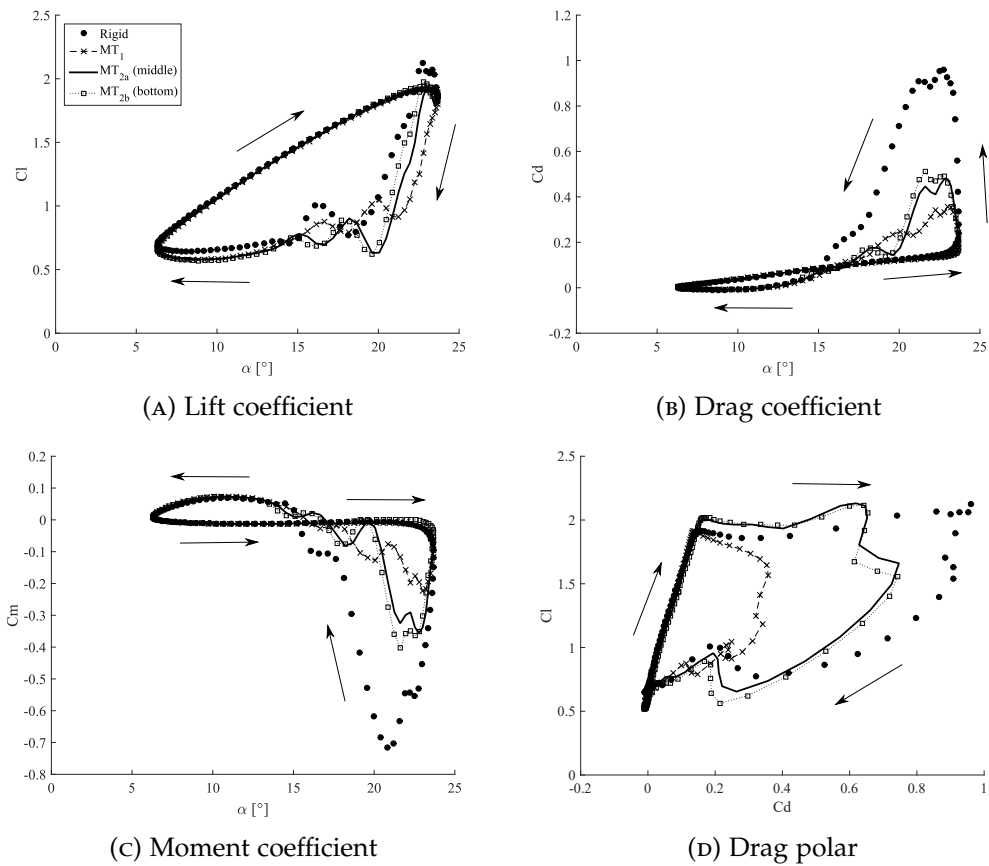 2.5
2
1.5
1
0.5
0
Cl
0 5 10 15 20 25
α [°]
Rigid
MT1
MT2a (middle)
MT2b (bottom)
(A) Lift coefficient
1.2
1
0.8
0.6
0.4
0.2
0
-0.2
Cd
0 5 10 15 20 25
α [°]
(B) Drag coefficient
0.2
0.1
0
-0.1
-0.2
-0.3
-0.4
-0.5
-0.6
-0.7
-0.8
Cm
0 5 10 15 20 25
α [°]
(C) Moment coefficient
2.5
2
1.5
1
0.5
0
Cl
-0.2 0 0.2 0.4 0.6 0.8 1
Cd
(D) Drag polar